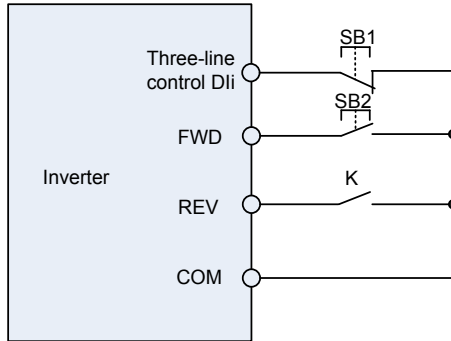 SB1
Three-line
control DIi
SB2
FWD
Inverter
K
REV
COM